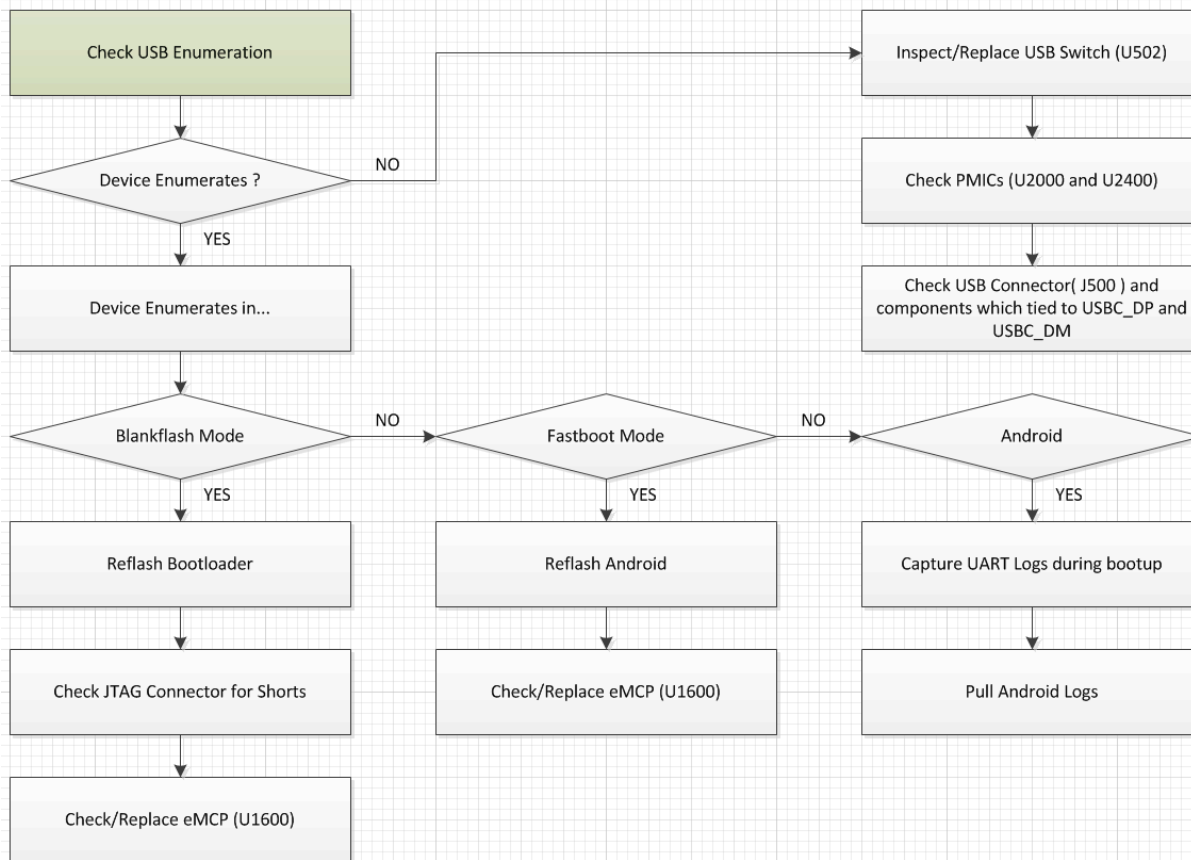 Check USB Enumeration
Inspect/Replace USB Switch (U502)
Device Enumerates ?
NO
Check PMICs (U2000 and U2400)
YES
Device Enumerates in...
Check USB Connector( J500 ) and
components which tied to USBC_DP and
USBC_DM
Blankflash Mode
NO
Fastboot Mode
NO
Android
YES
YES
YES
Reflash Bootloader
Reflash Android
Capture UART Logs during bootup
Check JTAG Connector for Shorts
Check/Replace eMCP (U1600)
Pull Android Logs
Check/Replace eMCP (U1600)